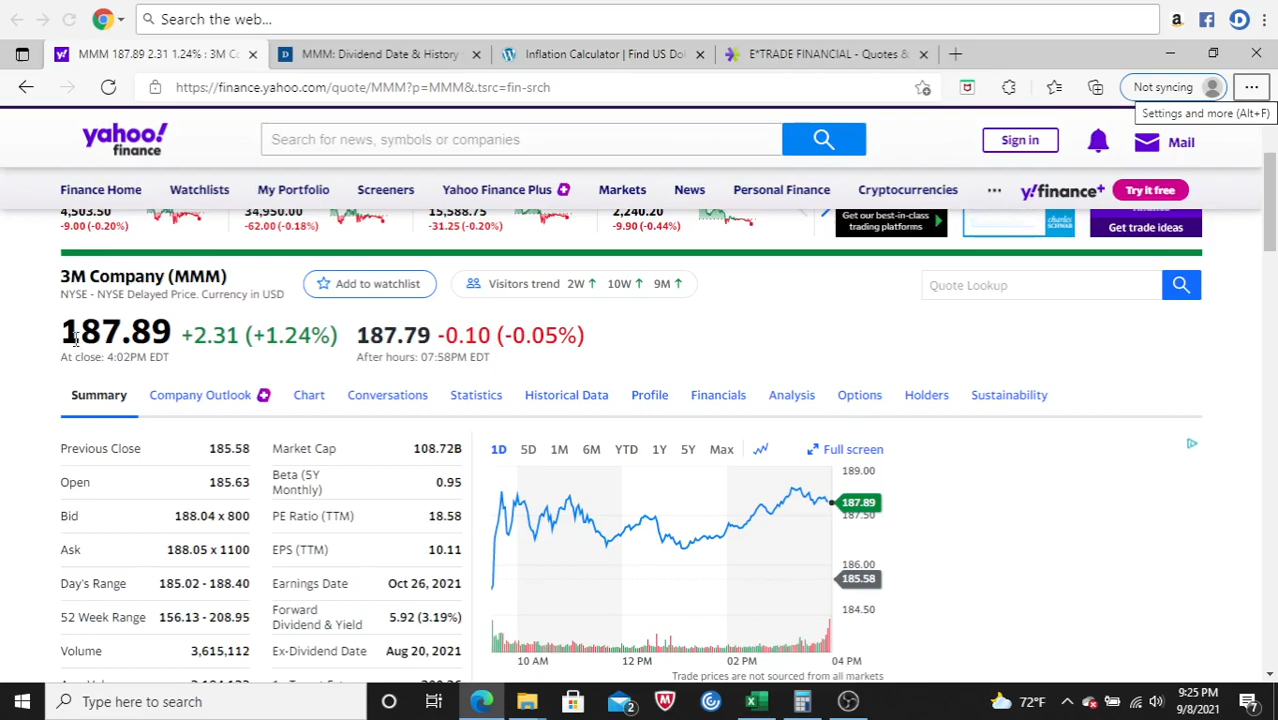 Search the web...
MMM 187.89 2.31 1.24% : 3M Co
MMM: Dividend Date & History
Inflation Calculator | Find US Dol
E*TRADE FINANCIAL - Quotes &
https://finance.yahoo.com/quote/MMM?p=MMM&.tsrc=fin-srch
Not syncing
Settings and more (Alt+F)
yahoo!
finance
Search for news, symbols or companies
Sign in
Mail
Finance Home Watchlists My Portfolio Screeners Yahoo Finance Plus Markets News Personal Finance Cryptocurrencies ... y!finance+ Try it free
4,503.50 34,950.00 15,588.75 2,240.20
-9.00 (-0.20%) -62.00 (-0.18%) -31.25 (-0.20%) -9.90 (-0.44%)
Get our best-in-class
trading platforms
charles
SCHWAB
Get trade ideas
3M Company (MMM)
NYSE - NYSE Delayed Price. Currency in USD
Add to watchlist
Visitors trend 2W↑ 10W↑ 9M↑
Quote Lookup
187.89 +2.31 (+1.24%) 187.79 -0.10 (-0.05%)
At close: 4:02PM EDT After hours: 07:58PM EDT
Summary Company Outlook Chart Conversations Statistics Historical Data Profile Financials Analysis Options Holders Sustainability
Previous Close 185.58
Open 185.63
Bid 188.04 x 800
Ask 188.05 x 1100
Day's Range 185.02 - 188.40
52 Week Range 156.13 - 208.95
Volume 3,615,112
Market Cap 108.72B
Beta (5Y
Monthly) 0.95
PE Ratio (TTM) 18.58
EPS (TTM) 10.11
Earnings Date Oct 26, 2021
Forward
Dividend & Yield 5.92 (3.19%)
Ex-Dividend Date Aug 20, 2021
1D 5D 1M 6M YTD 1Y 5Y Max Full screen
189.00
187.89
187.50
186.00
185.58
184.50
10 AM 12 PM 02 PM 04 PM
Trade prices are not sourced from all markets
Type here to search
2
72°F
9:25 PM
9/8/2021
7